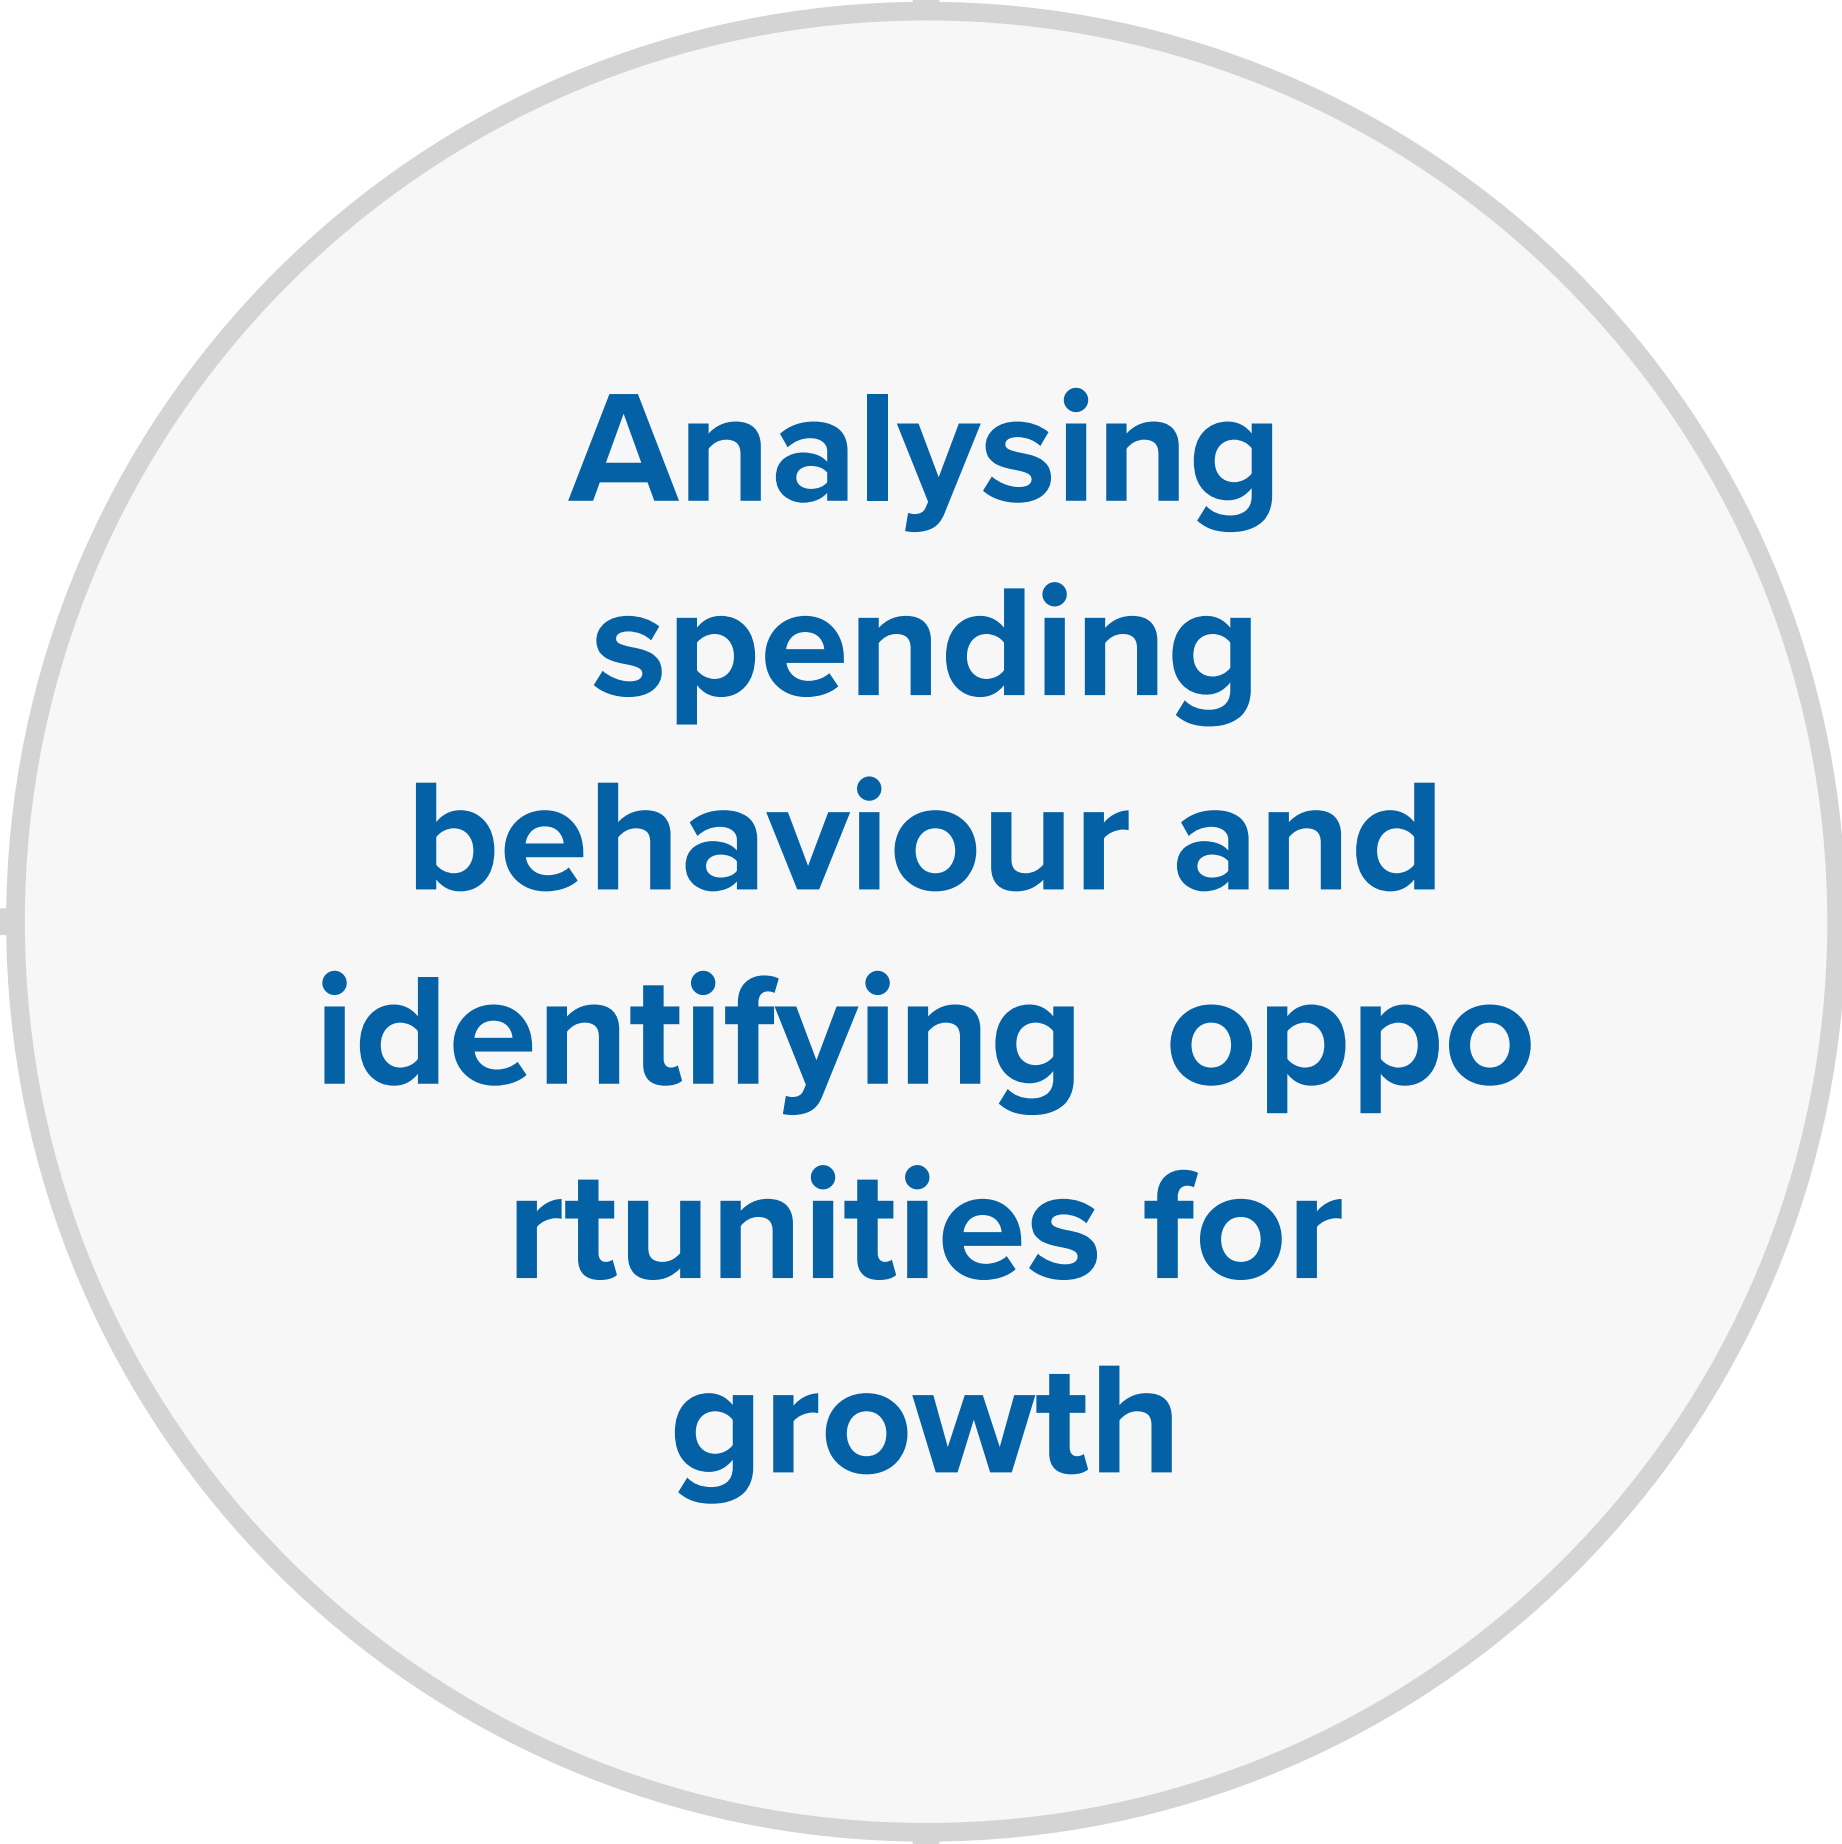 Analysing
spending
behaviour and
identifying  oppo
rtunities for
growth